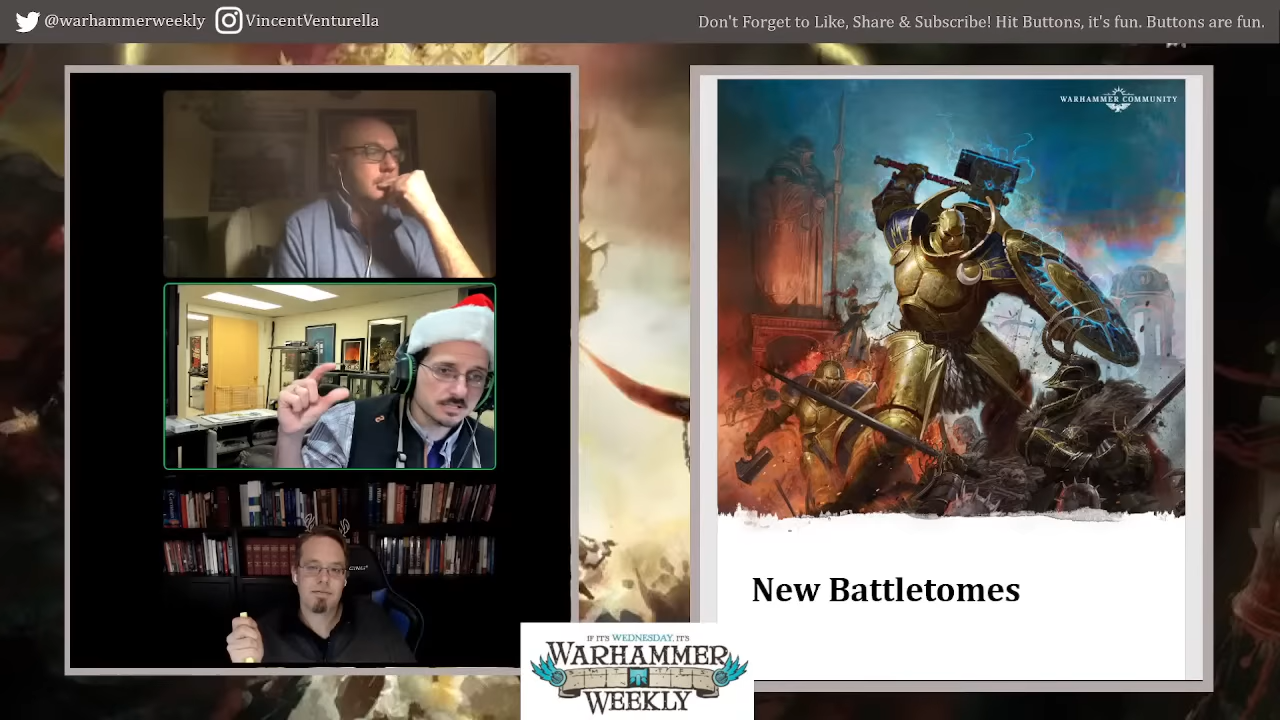 @warhammerweekly VincentVenturella
Don't Forget to Like, Share & Subscribe! Hit Buttons, it's fun. Buttons are fun.
WARHAMMER COMMUNITY
New Battletomes
IF IT'S WEDNESDAY, IT'S
WARHAMMER
WEEKLY